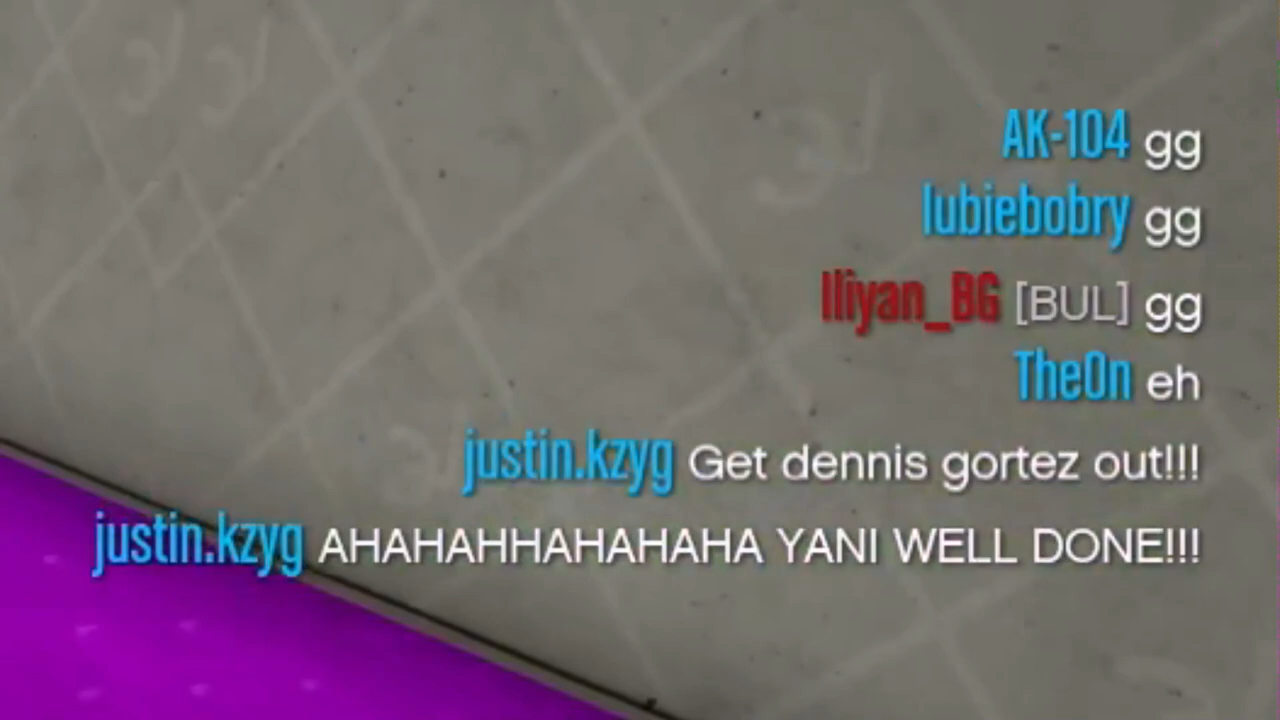 AK-104 gg
lubiebobry gg
Iliyan_BG [BUL] gg
TheOn eh
justin.kzyg Get dennis gortez out!!!
justin.kzyg AHAHAHHAHAHAHA YANI WELL DONE!!!